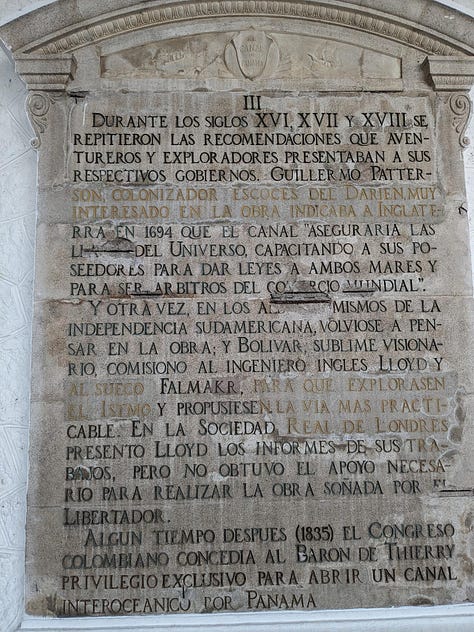 CANAL
III
DURANTE LOS SIGLOS XVI, XVII Y XVIII SE
REPITIERON LAS RECOMENDACIONES QUE AVEN-
TUREROS Y EXPLORADORES PRESENTABAN A SUS
RESPECTIVOS GOBIERNOS. GUILLERMO PATTER-
SON, COLONIZADOR ESCOCES DEL DARIEN, MUY
INTERESADO EN LA OBRA INDICABA A INGLATE-
RRA EN 1694 QUE EL CANAL "ASEGURARIA LAS
DEL UNIVERSO, CAPACITANDO A SUS PO-
SEEDORES PARA DAR LEYES A AMBOS MARES Y
PARA SER ARBITROS DEL COMERCIO MUNDIAL".
Y OTRA VEZ, EN LOS MISMOS DE LA
INDEPENDENCIA SUDAMERICANA, VOLVIOSE A PEN-
SAR EN LA OBRA; Y BOLIVAR, SUBLIME VISIONA-
RIO, COMISIONO AL INGENIERO INGLES LLOYD Y
AL SUECO FALMAKR, PARA QUE EXPLORASEN
EL ISTMO Y PROPUSIESEN LA VIA MAS PRACTI-
CABLE. EN LA SOCIEDAD REAL DE LONDRES
PRESENTO LLOYD LOS INFORMES DE SUS TRA-
BAJOS, PERO NO OBTUVO EL APOYO NECESA-
RIO PARA REALIZAR LA OBRA SOÑADA POR EL
LIBERTADOR.
ALGUN TIEMPO DESPUES (1835) EL CONGRESO
COLOMBIANO CONCEDIA AL BARON DE THIERRY
PRIVILEGIO EXCLUSIVO PARA ABRIR UN CANAL
INTEROCEANICO POR PANAMA